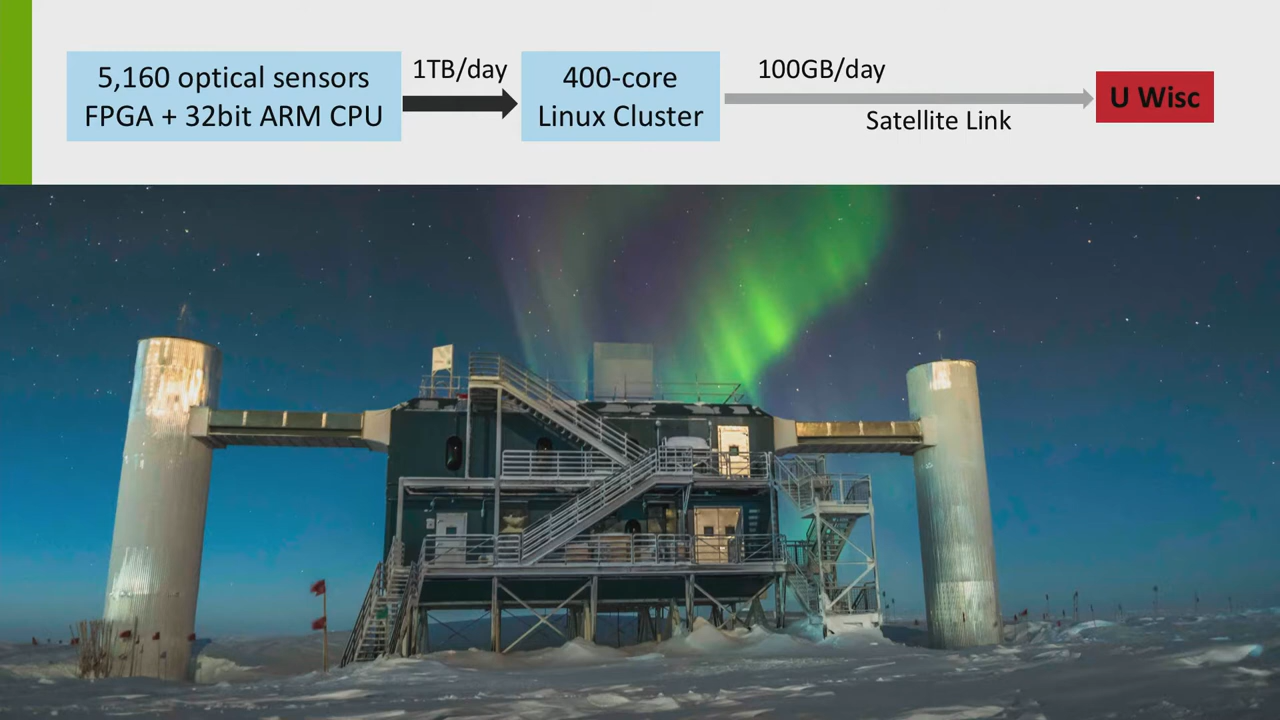 5,160 optical sensors
FPGA + 32bit ARM CPU
1TB/day
400-core
Linux Cluster
100GB/day
Satellite Link
U Wisc